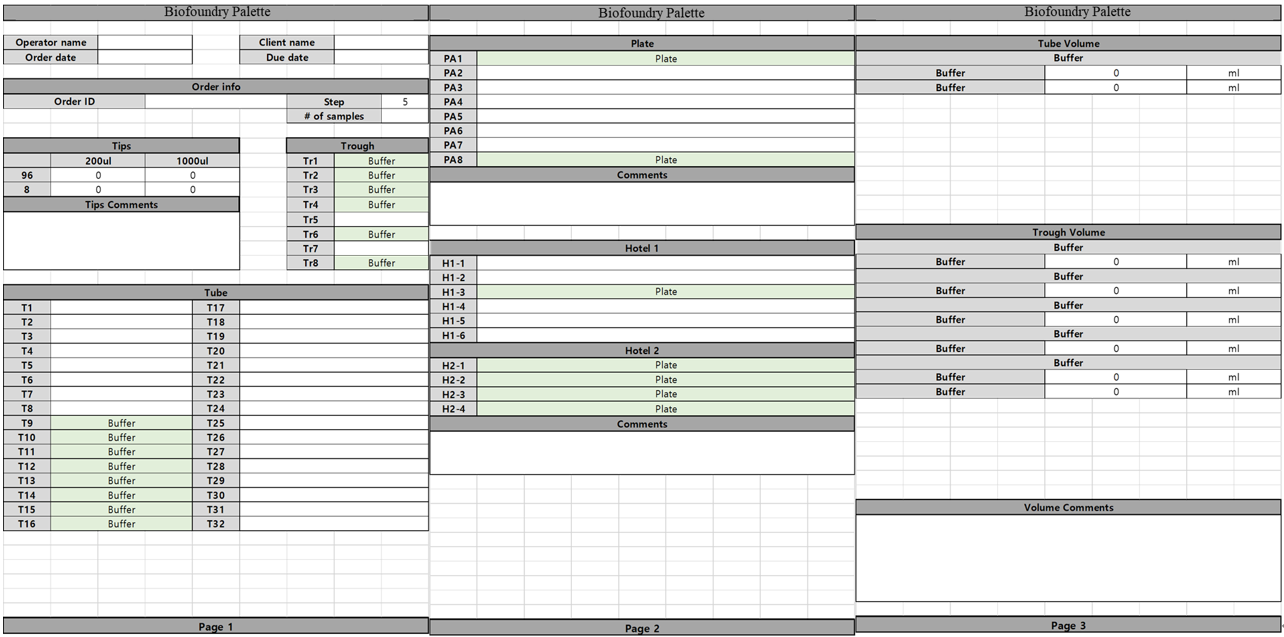 Biofoundry Palette
Operator name Client name
Order date Due date
Order info
Order ID Step 5
# of samples
Tips Trough
200ul 1000ul Tr1 Buffer
96 0 0 Tr2 Buffer
8 0 0 Tr3 Buffer
Tips Comments Tr4 Buffer
Tr5
Tr6 Buffer
Tr7
Tr8 Buffer
Tube
T1 T17
T2 T18
T3 T19
T4 T20
T5 T21
T6 T22
T7 T23
T8 T24
T9 Buffer T25
T10 Buffer T26
T11 Buffer T27
T12 Buffer T28
T13 Buffer T29
T14 Buffer T30
T15 Buffer T31
T16 Buffer T32
Page 1
Biofoundry Palette
Plate
PA1 Plate
PA2
PA3
PA4
PA5
PA6
PA7
PA8 Plate
Comments
Hotel 1
H1-1
H1-2
H1-3 Plate
H1-4
H1-5
H1-6
Hotel 2
H2-1 Plate
H2-2 Plate
H2-3 Plate
H2-4 Plate
Comments
Page 2
Biofoundry Palette
Tube Volume
Buffer
Buffer 0 ml
Buffer 0 ml
Trough Volume
Buffer
Buffer 0 ml
Buffer
Buffer 0 ml
Buffer
Buffer 0 ml
Buffer
Buffer 0 ml
Buffer
Buffer 0 ml
Buffer 0 ml
Volume Comments
Page 3